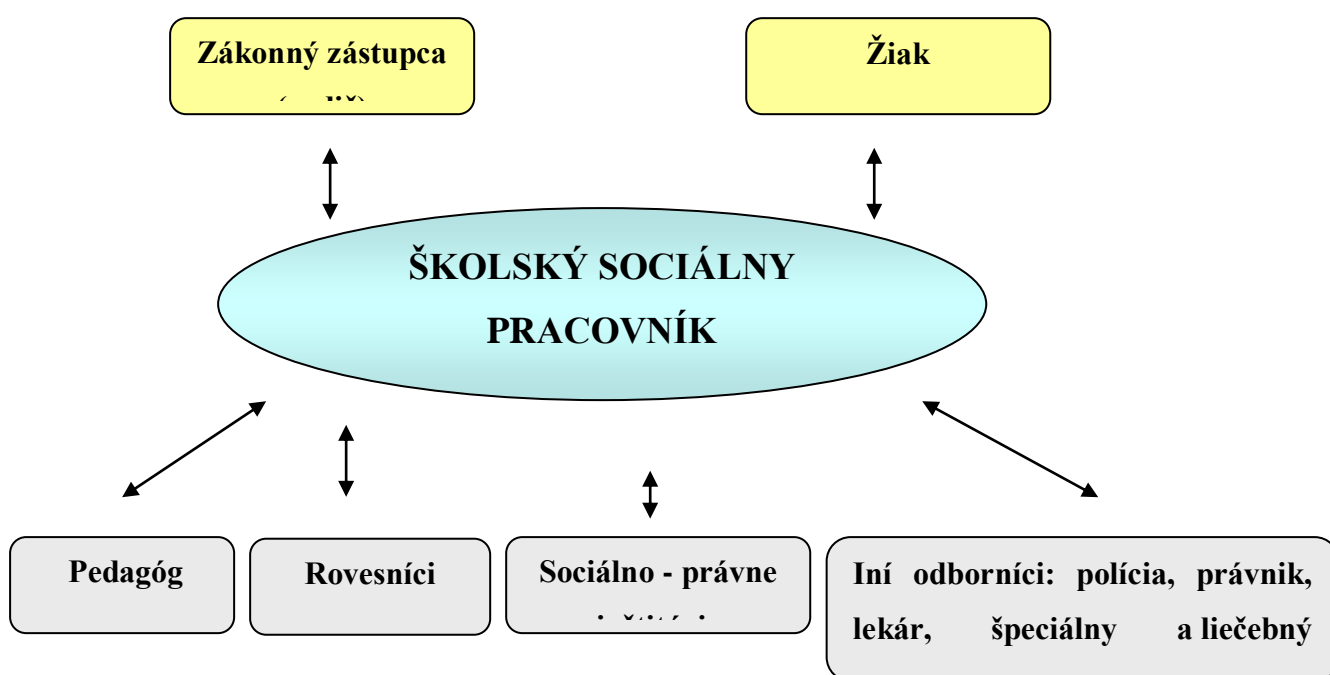 Zákonný zástupca
Žiak
ŠKOLSKÝ SOCIÁLNY
PRACOVNÍK
Pedagóg
Rovesníci
Sociálno - právne
Iní odborníci: polícia, právnik,
lekár, špeciálny a liečebný